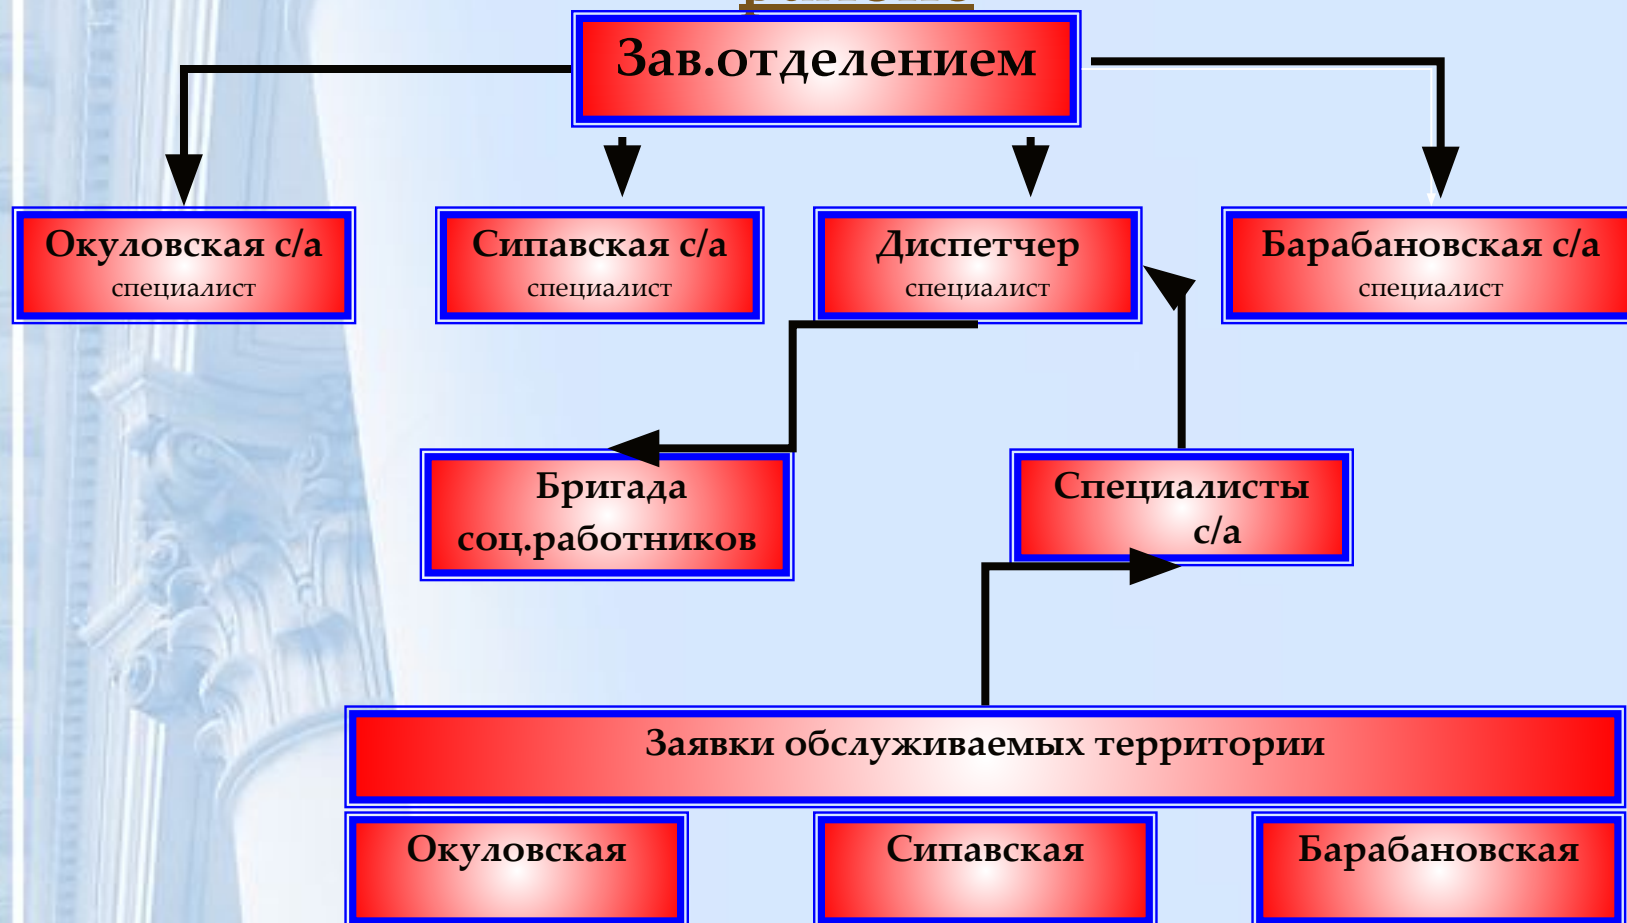 Зав.отделением
Окуловская с/а
специалист
Сипавская с/а
специалист
Диспетчер
специалист
Барабановская с/а
специалист
Бригада
соц.работников
Специалисты
с/а
Заявки обслуживаемых территории
Окуловская
Сипавская
Барабановская